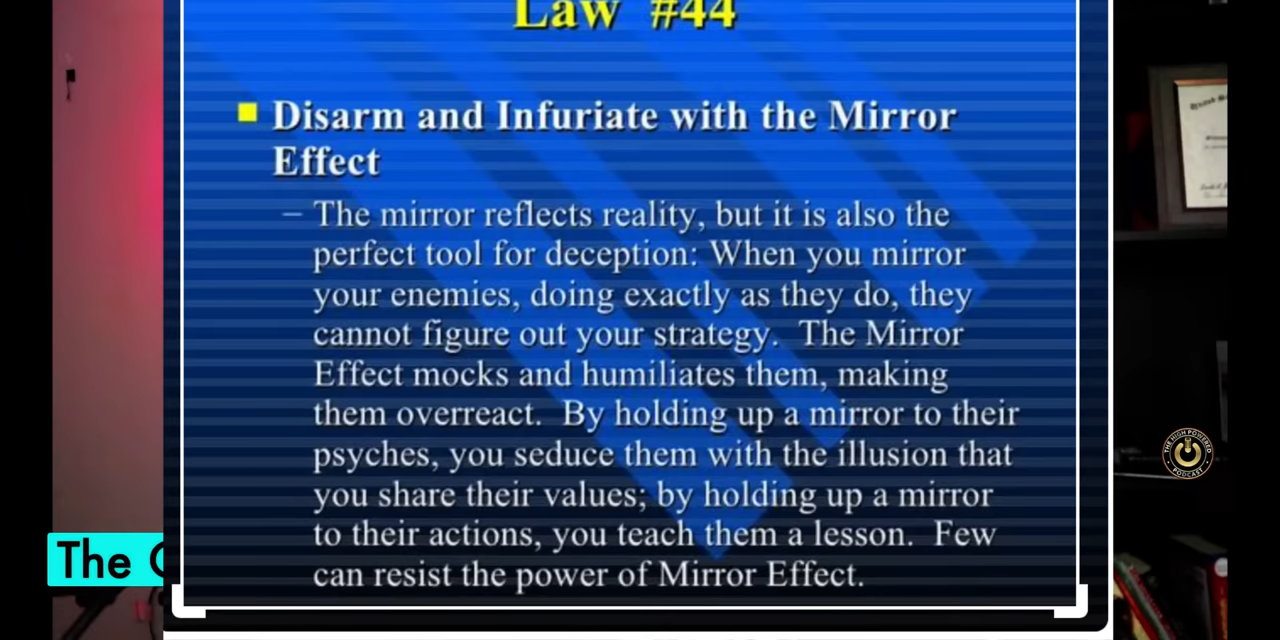 Law #44
Disarm and Infuriate with the Mirror
Effect
– The mirror reflects reality, but it is also the
perfect tool for deception: When you mirror
your enemies, doing exactly as they do, they
cannot figure out your strategy. The Mirror
Effect mocks and humiliates them, making
them overreact. By holding up a mirror to their
psyches, you seduce them with the illusion that
you share their values; by holding up a mirror
to their actions, you teach them a lesson. Few
can resist the power of Mirror Effect.
THE HIGH POWERED
PODCAST
The